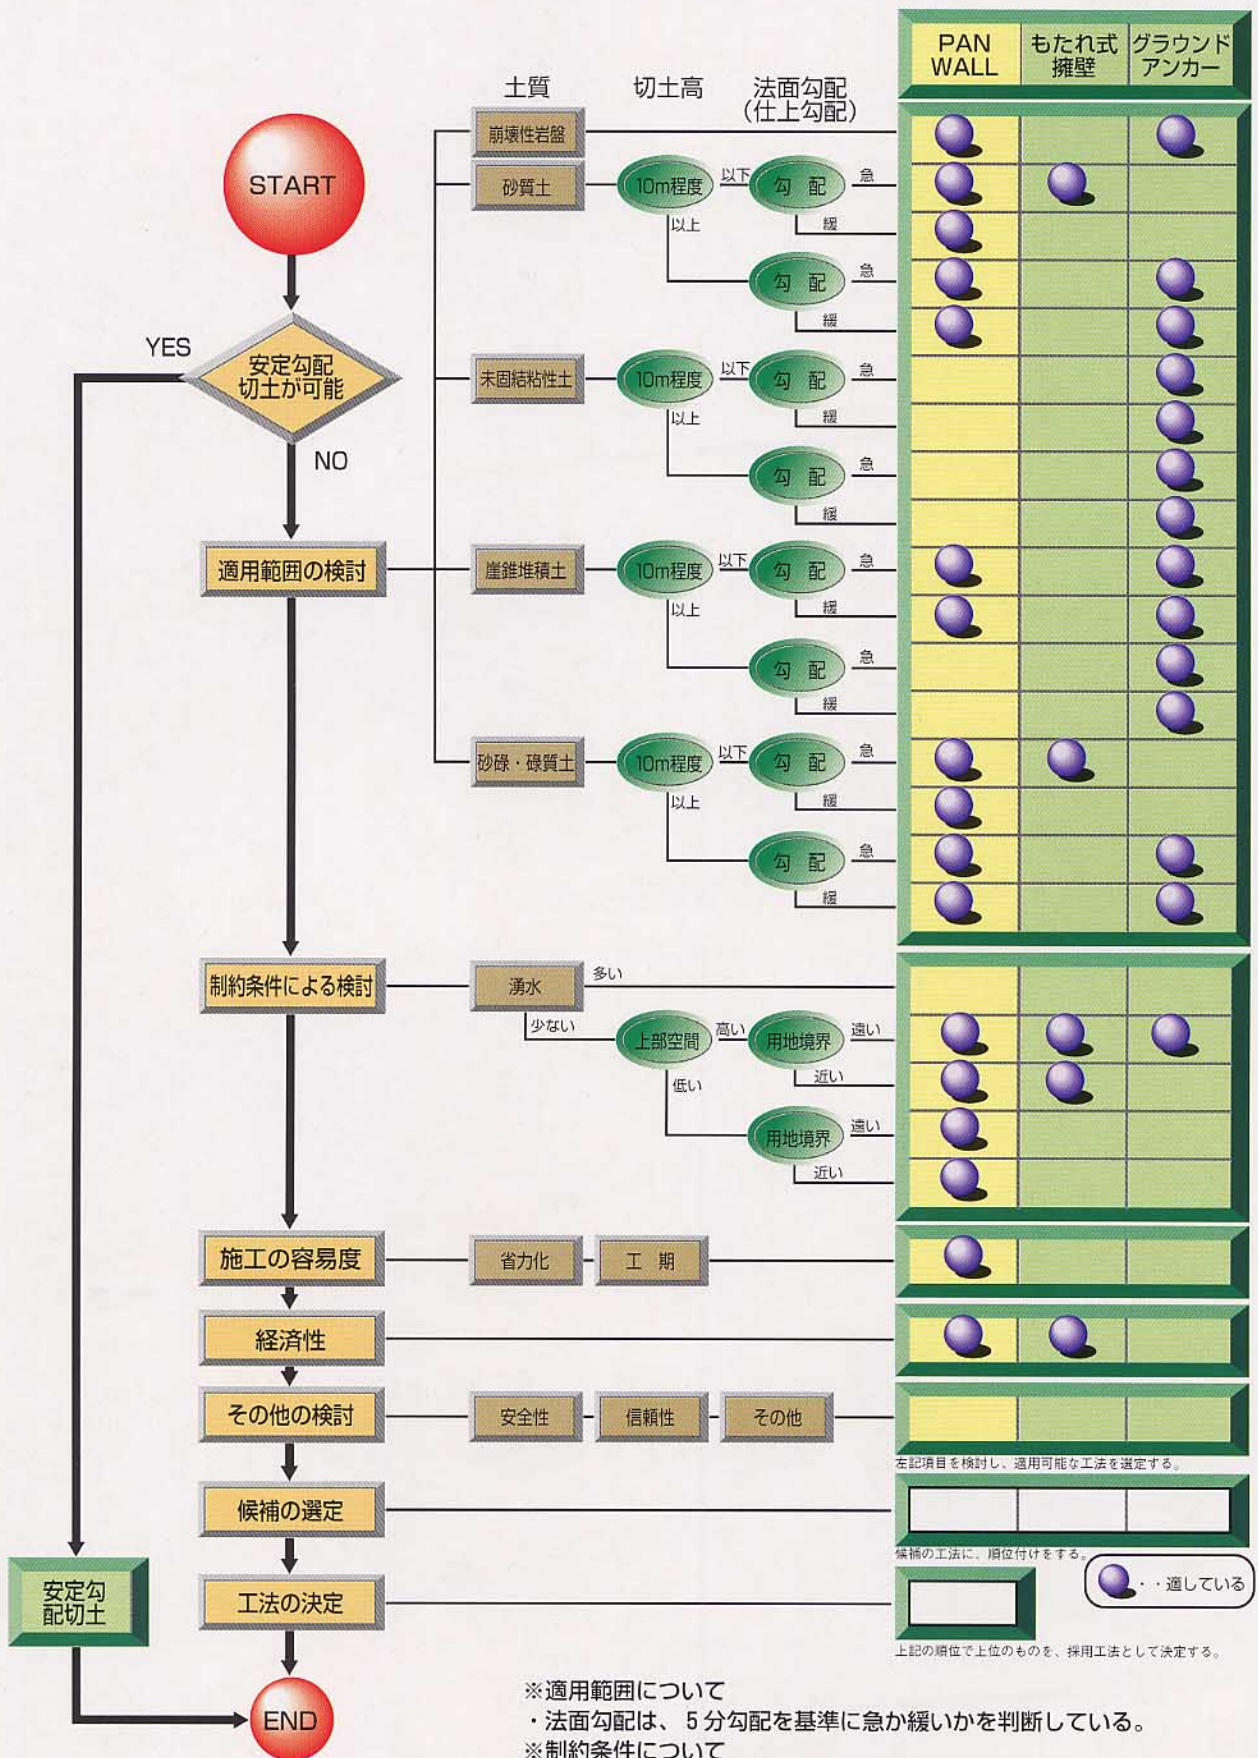 PAN
WALL
もたれ式
擁壁
グラウンド
アンカー
土質
切土高
法面勾配
(仕上勾配)
START
崩壊性岩盤
砂質土
10m程度
以下
勾 配
急
緩
以上
勾 配
急
緩
YES
安定勾配
切土が可能
NO
未固結粘性土
10m程度
以下
勾 配
急
緩
以上
勾 配
急
緩
適用範囲の検討
崖錐堆積土
10m程度
以下
勾 配
急
緩
以上
勾 配
急
緩
砂礫・礫質土
10m程度
以下
勾 配
急
緩
以上
勾 配
急
緩
制約条件による検討
湧水
多い
少ない
上部空間
高い
用地境界
遠い
近い
低い
用地境界
遠い
近い
施工の容易度
省力化
工 期
経済性
その他の検討
安全性
信頼性
その他
左記項目を検討し、適用可能な工法を選定する。
候補の選定
候補の工法に、順位付けをする。
・・適している
安定勾
配切土
工法の決定
上記の順位で上位のものを、採用工法として決定する。
END
※適用範囲について
・法面勾配は、5分勾配を基準に急か緩いかを判断している。
※制約条件について